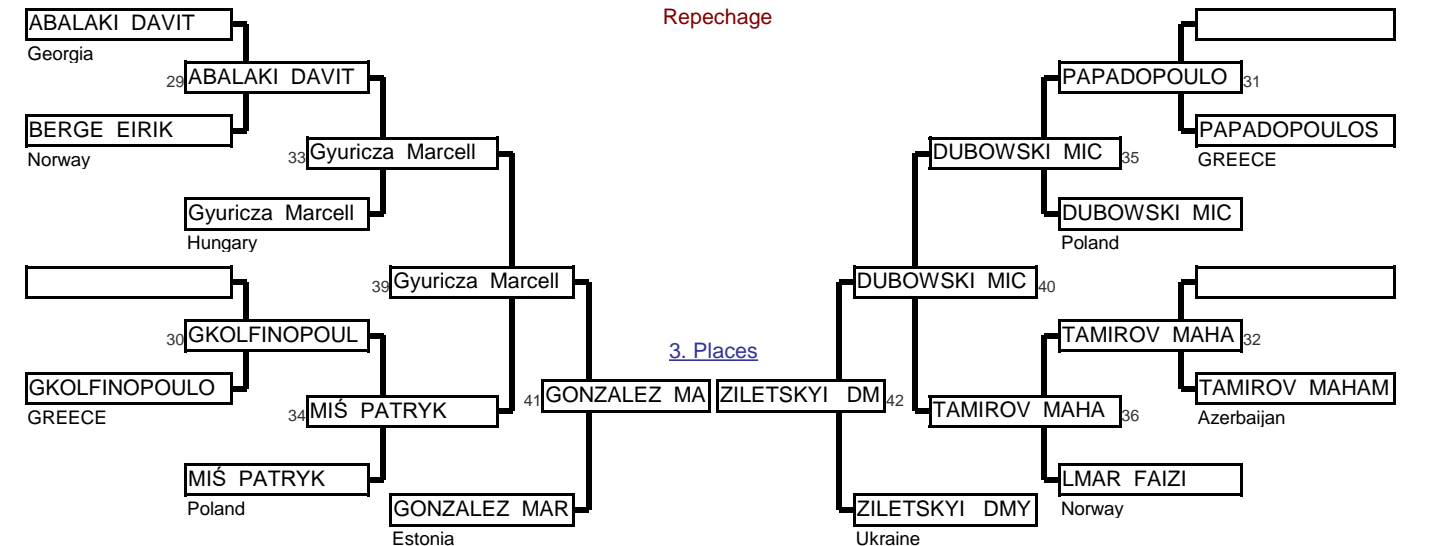 Repechage
ABALAKI DAVIT
Georgia
29 ABALAKI DAVIT
BERGE EIRIK
Norway
33 Gyuricza Marcell
Gyuricza Marcell
Hungary
39 Gyuricza Marcell
30 GKOLFINOPOUL
GKOLFINOPOULO
GREECE
34 MIŚ PATRYK
MIŚ PATRYK
Poland
41 GONZALEZ MA
GONZALEZ MAR
Estonia
3. Places
ZILETSKYI DM 42
ZILETSKYI DMY
Ukraine
DUBOWSKI MIC 40
DUBOWSKI MIC 35
PAPADOPOULO 31
PAPADOPOULOS
GREECE
DUBOWSKI MIC
Poland
TAMIROV MAHA 32
TAMIROV MAHAM
Azerbaijan
TAMIROV MAHA 36
LMAR FAIZI
Norway